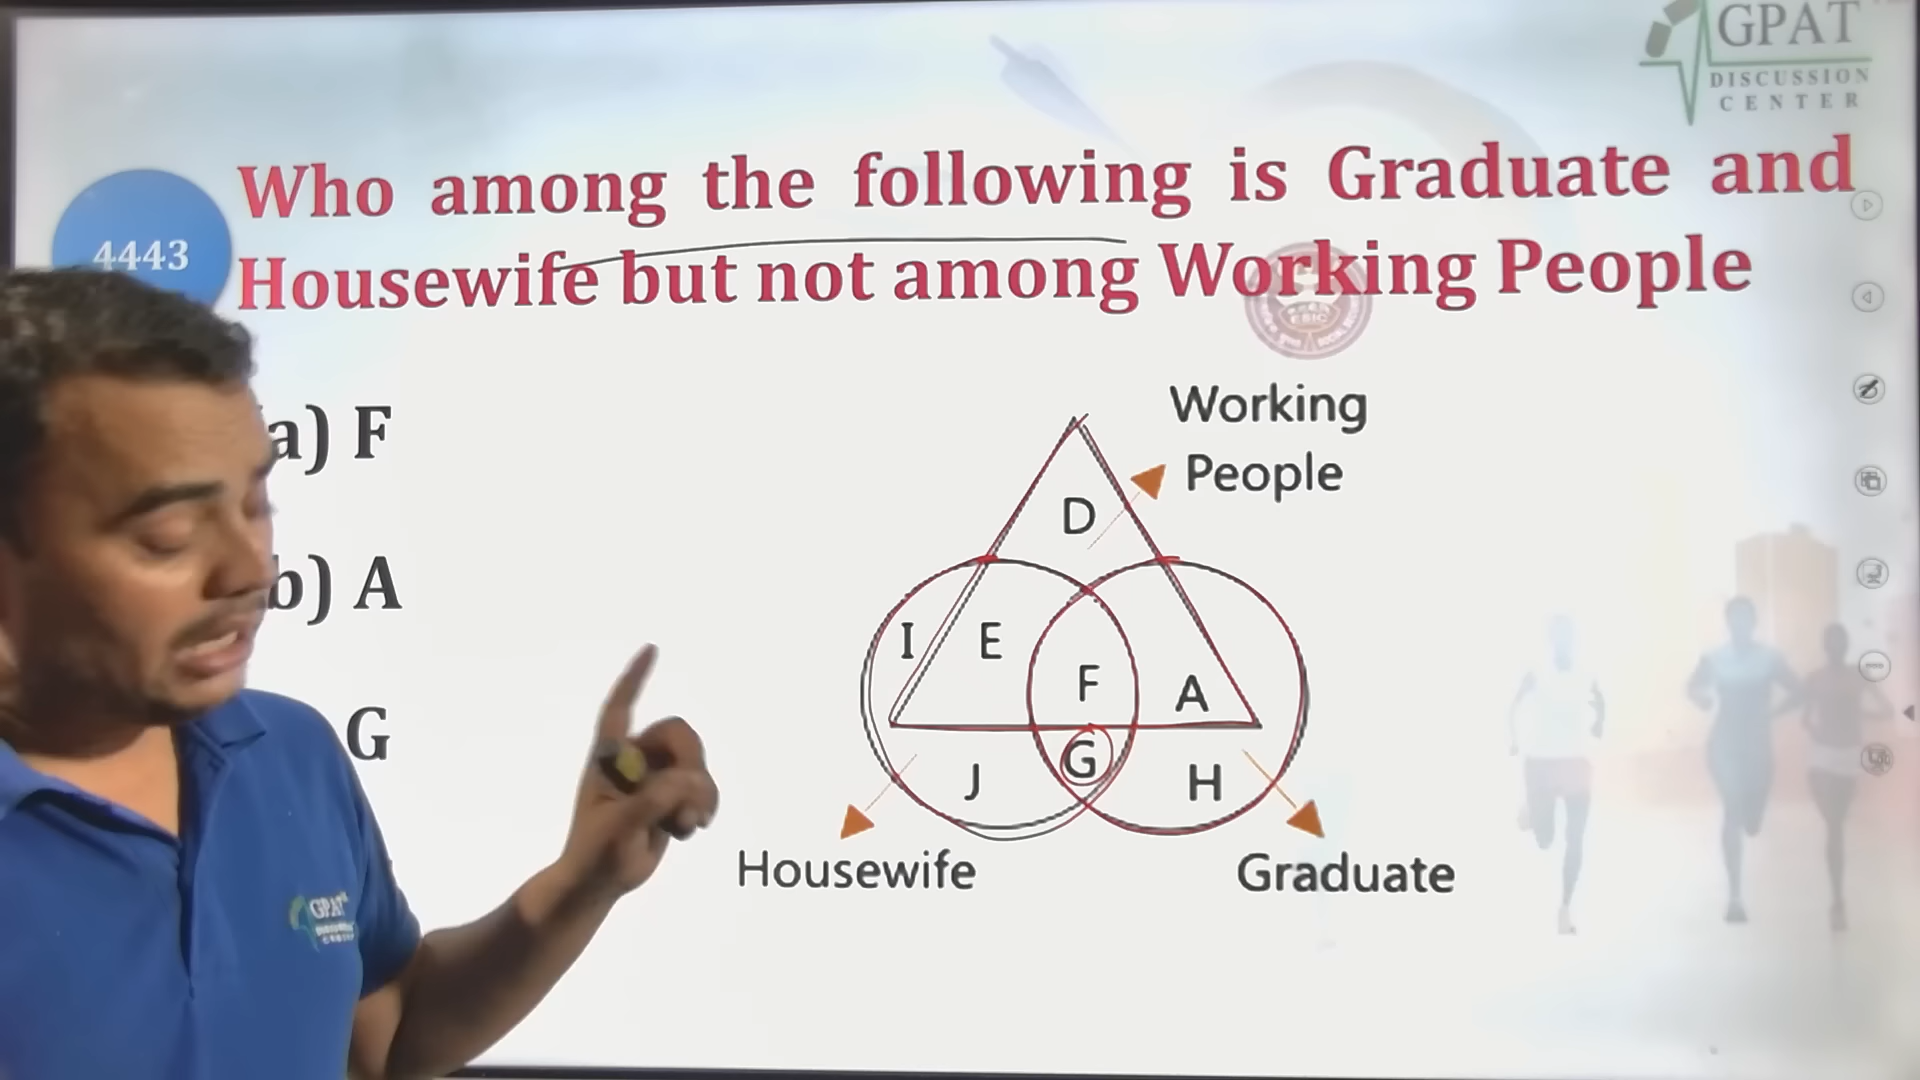 GPAT
DISCUSSION
CENTER
Who among the following is Graduate and
4443
Housewife but not among Working People
ESIC
a) F
b) A
G
Working
People
D
I E
F A
G
J H
Housewife
Graduate
GPAT